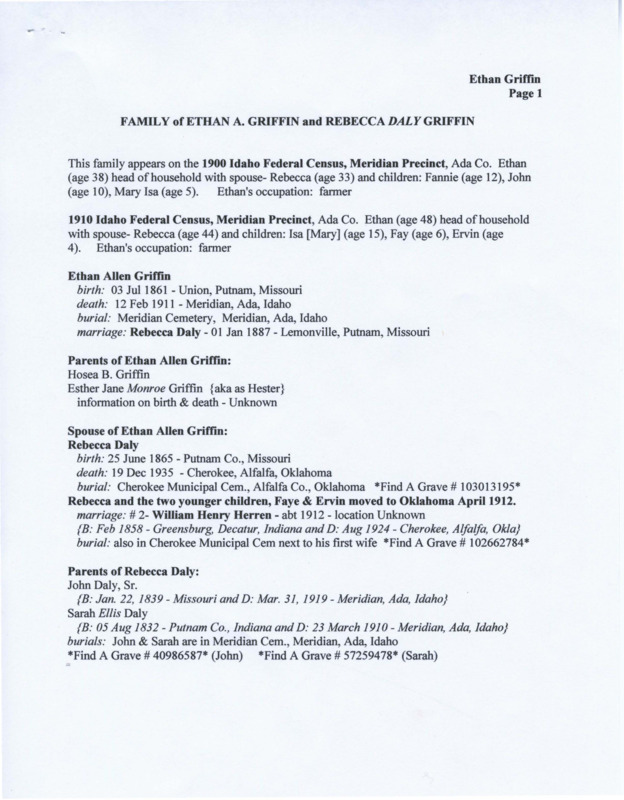 Ethan Griffin
Page 1
FAMILY of ETHAN A. GRIFFIN and REBECCA DALY GRIFFIN
This family appears on the 1900 Idaho Federal Census, Meridian Precinct, Ada Co. Ethan
(age 38) head of household with spouse- Rebecca (age 33) and children: Fannie (age 12), John
(age 10), Mary Isa (age 5). Ethan's occupation: farmer
1910 Idaho Federal Census, Meridian Precinct, Ada Co. Ethan (age 48) head of household
with spouse- Rebecca (age 44) and children: Isa [Mary] (age 15), Fay (age 6), Ervin (age
4). Ethan's occupation: farmer
Ethan Allen Griffin
birth: 03 Jul 1861 - Union, Putnam, Missouri
death: 12 Feb 1911 - Meridian, Ada, Idaho
burial: Meridian Cemetery, Meridian, Ada, Idaho
marriage: Rebecca Daly - 01 Jan 1887 - Lemonville, Putnam, Missouri
Parents of Ethan Allen Griffin:
Hosea B. Griffin
Esther Jane Monroe Griffin {aka as Hester}
information on birth & death - Unknown
Spouse of Ethan Allen Griffin:
Rebecca Daly
birth: 25 June 1865 - Putnam Co., Missouri
death: 19 Dec 1935 - Cherokee, Alfalfa, Oklahoma
burial: Cherokee Municipal Cem., Alfalfa Co., Oklahoma *Find A Grave # 103013195*
Rebecca and the two younger children, Faye & Ervin moved to Oklahoma April 1912.
marriage: # 2- William Henry Herren - abt 1912 - location Unknown
{B: Feb 1858 - Greensburg, Decatur, Indiana and D: Aug 1924 - Cherokee, Alfalfa, Okla}
burial: also in Cherokee Municipal Cem next to his first wife *Find A Grave # 102662784*
Parents of Rebecca Daly:
John Daly, Sr.
{B: Jan. 22, 1839 - Missouri and D: Mar. 31, 1919 - Meridian, Ada, Idaho}
Sarah Ellis Daly
{B: 05 Aug 1832 - Putnam Co., Indiana and D: 23 March 1910 - Meridian, Ada, Idaho}
burials: John & Sarah are in Meridian Cem., Meridian, Ada, Idaho
*Find A Grave # 40986587* (John) *Find A Grave # 57259478* (Sarah)